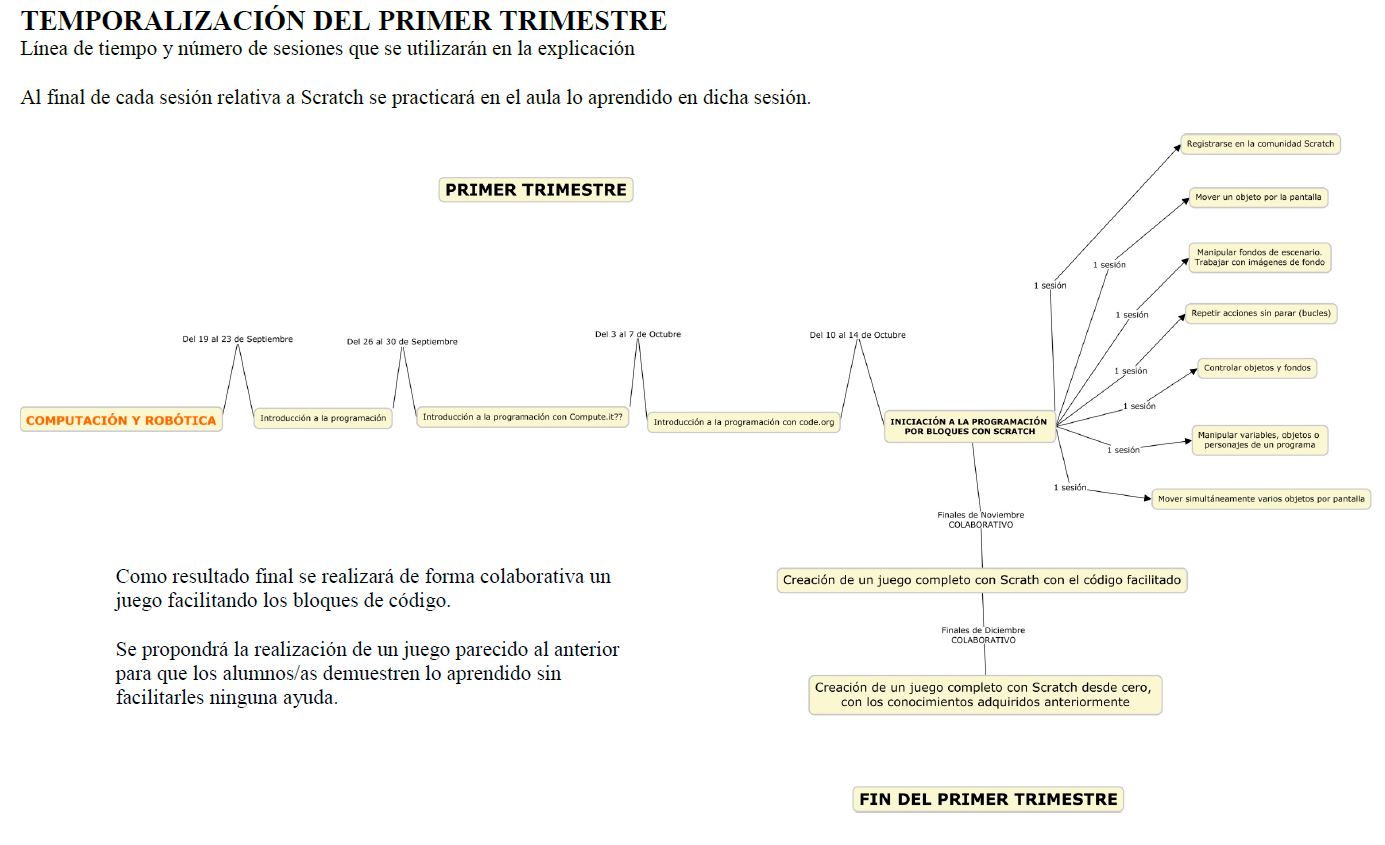 TEMPORALIZACIÓN DEL PRIMER TRIMESTRE
Línea de tiempo y número de sesiones que se utilizarán en la explicación
Al final de cada sesión relativa a Scratch se practicará en el aula lo aprendido en dicha sesión.
PRIMER TRIMESTRE
COMPUTACIÓN Y ROBÓTICA
Del 19 al 23 de Septiembre
Introducción a la programación
Del 26 al 30 de Septiembre
Introducción a la programación con Compute.it??
Del 3 al 7 de Octubre
Introducción a la programación con code.org
Del 10 al 14 de Octubre
INICIACIÓN A LA PROGRAMACIÓN
POR BLOQUES CON SCRATCH
1 sesión
Registrarse en la comunidad Scratch
1 sesión
Mover un objeto por la pantalla
1 sesión
Manipular fondos de escenario.
Trabajar con imágenes de fondo
1 sesión
Repetir acciones sin parar (bucles)
1 sesión
Controlar objetos y fondos
1 sesión
Manipular variables, objetos o
personajes de un programa
1 sesión
Mover simultáneamente varios objetos por pantalla
Finales de Noviembre
COLABORATIVO
Creación de un juego completo con Scrath con el código facilitado
Finales de Diciembre
COLABORATIVO
Creación de un juego completo con Scratch desde cero,
con los conocimientos adquiridos anteriormente
Como resultado final se realizará de forma colaborativa un
juego facilitando los bloques de código.
Se propondrá la realización de un juego parecido al anterior
para que los alumnos/as demuestren lo aprendido sin
facilitarles ninguna ayuda.
FIN DEL PRIMER TRIMESTRE